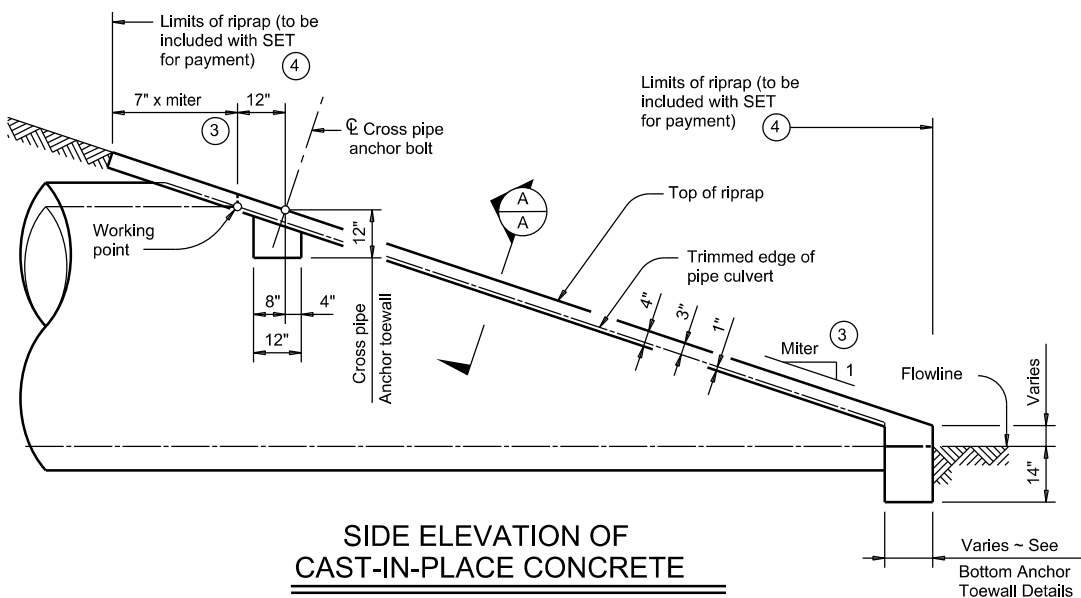 Limits of riprap (to be
included with SET
for payment)
4
7" x miter
12"
3
℄ Cross pipe
anchor bolt
Limits of riprap (to be
included with SET
for payment)
4
A
A
Top of riprap
Working
point
12"
Trimmed edge of
pipe culvert
8"
4"
12"
Cross pipe
Anchor toewall
4"
3"
1"
Miter
3
1
Flowline
Varies
14"
SIDE ELEVATION OF
CAST-IN-PLACE CONCRETE
Varies ~ See
Bottom Anchor
Toewall Details